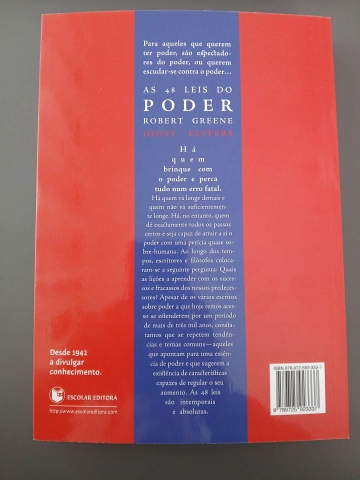 Para aqueles que querem
ter poder, são espectado-
res do poder, ou querem
escudar-se contra o poder...
AS 48 LEIS DO
PODER
ROBERT GREENE
JOOST ELFFERS
Há
quem
brinque com
o poder e perca
tudo num erro fatal.
Há quem vá longe demais e
quem não vá suficientemen-
te longe. Há, no entanto, quem
dê exactamente todos os passos
certos e seja capaz de atrair a si o
poder com uma perícia quase so-
bre-humana. Ao longo dos tem-
pos, escritores e filósofos coloca-
ram-se a seguinte pergunta: Quais
as lições a aprender com os suces-
sos e fracassos dos nossos predeces-
sores? Apesar de os vários escritos
sobre a poder a que hoje temos aces-
so se estenderem por um período
de mais de três mil anos, consta-
tamos que se repetem tendên-
cias e temas comuns—aqueles
que apontam para uma essên-
cia de poder e que sugerem a
existência de características
capazes de regular o seu
aumento. As 48 leis
são intemporais
e absolutas.
Desde 1942
a divulgar
conhecimento.
ESCOLAR EDITORA
http://www.escolareditora.com
ISBN 978-972-592-